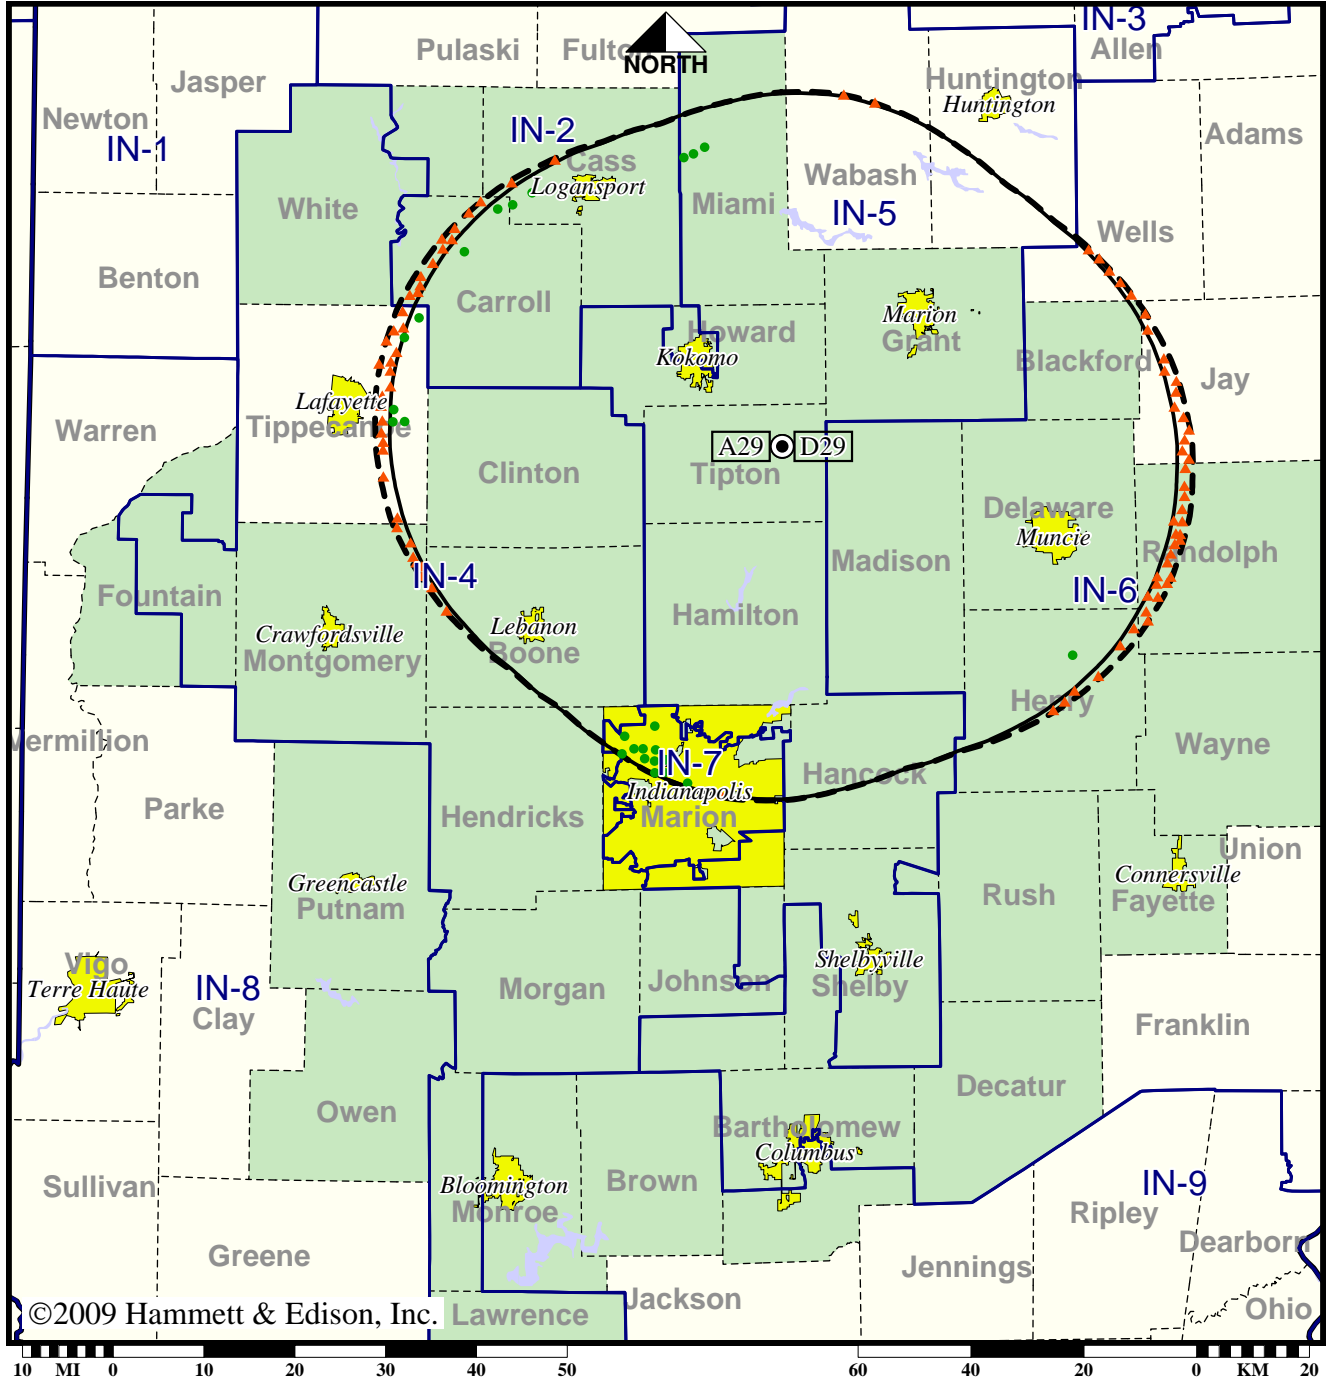 IN-3
Pulaski
Fulton
Allen
NORTH
Jasper
Huntington
Huntington
Newton
IN-1
IN-2
Adams
Cass
Logansport
Wabash
White
Miami
IN-5
Wells
Benton
Carroll
Marion
Howard
Grant
Kokomo
Blackford
Jay
Lafayette
Tippecanoe
Warren
A29
D29
Clinton
Tipton
Delaware
Muncie
Madison
Randolph
IN-4
IN-6
Fountain
Hamilton
Crawfordsville
Lebanon
Montgomery
Boone
Henry
Vermillion
Wayne
IN-7
Hancock
Indianapolis
Parke
Hendricks
Marion
Union
Greencastle
Connersville
Putnam
Rush
Fayette
Vigo
Shelbyville
Terre Haute
IN-8
Morgan
Johnson
Shelby
Clay
Franklin
Decatur
Owen
Bartholomew
Columbus
Sullivan
Bloomington
Brown
IN-9
Monroe
Ripley
Greene
Dearborn
Jennings
Jackson
©2009 Hammett & Edison, Inc.
Lawrence
Ohio
10 MI 0 10 20 30 40 50 60 40 20 0 KM 20